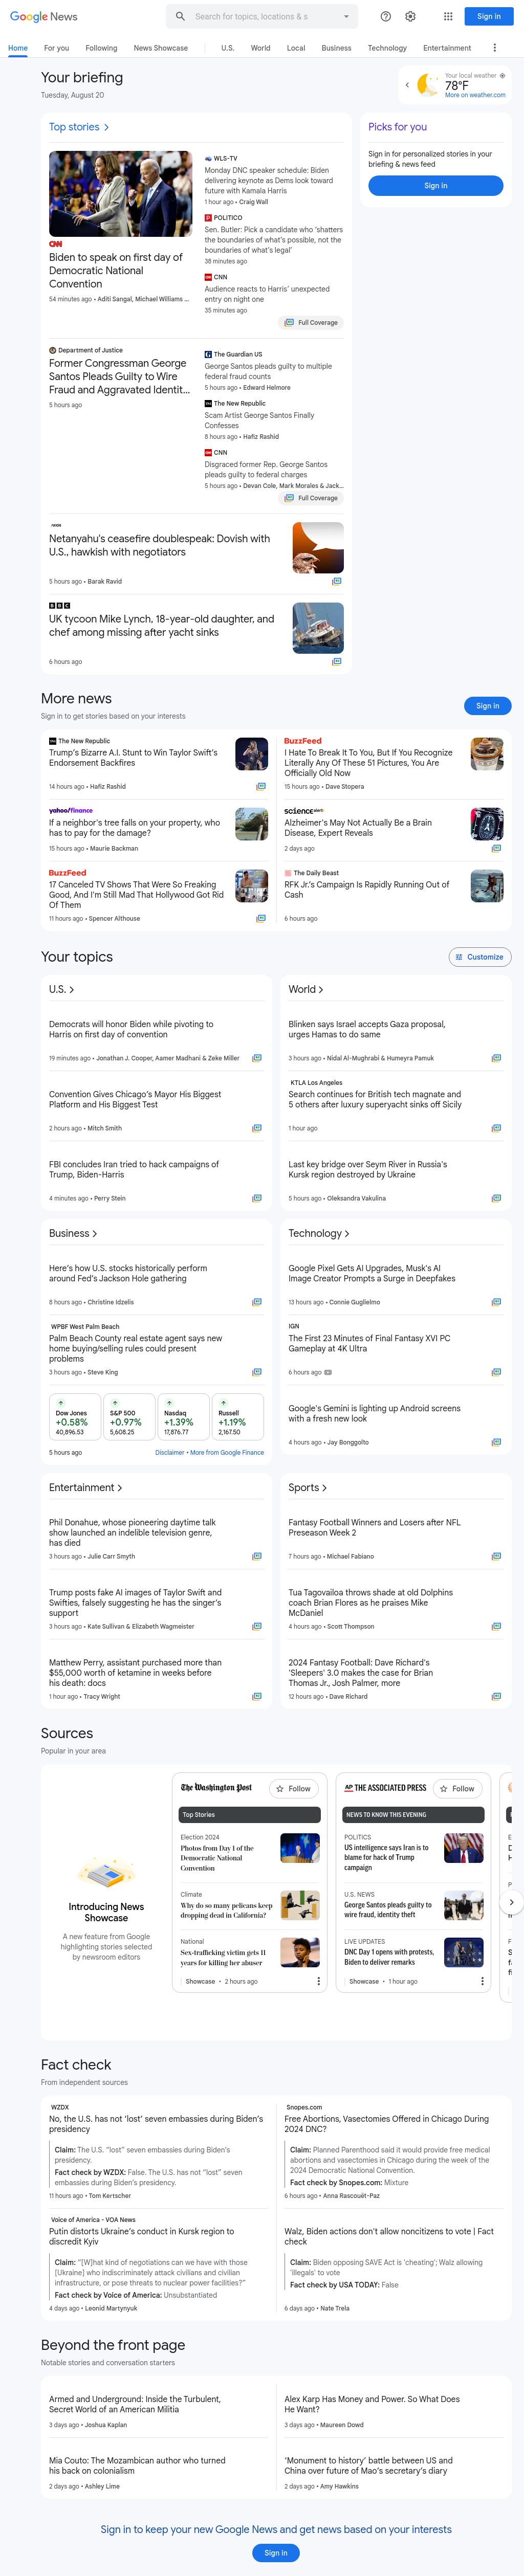 Google News
Search for topics, locations & s
Sign in
Home
For you
Following
News Showcase
U.S.
World
Local
Business
Technology
Entertainment
Your briefing
Tuesday, August 20
Your local weather
78°F
More on weather.com
Top stories
CNN
Biden to speak on first day of
Democratic National
Convention
54 minutes ago • Aditi Sangal, Michael Williams ...
WLS-TV
Monday DNC speaker schedule: Biden
delivering keynote as Dems look toward
future with Kamala Harris
1 hour ago • Craig Wall
POLITICO
Sen. Butler: Pick a candidate who 'shatters
the boundaries of what's possible, not the
boundaries of what's legal'
38 minutes ago
CNN
Audience reacts to Harris' unexpected
entry on night one
35 minutes ago
Full Coverage
Department of Justice
Former Congressman George
Santos Pleads Guilty to Wire
Fraud and Aggravated Identit...
5 hours ago
The Guardian US
George Santos pleads guilty to multiple
federal fraud counts
5 hours ago • Edward Helmore
The New Republic
Scam Artist George Santos Finally
Confesses
8 hours ago • Hafiz Rashid
CNN
Disgraced former Rep. George Santos
pleads guilty to federal charges
5 hours ago • Devan Cole, Mark Morales & Jack...
Full Coverage
Netanyahu's ceasefire doublespeak: Dovish with
U.S., hawkish with negotiators
5 hours ago • Barak Ravid
BBC
UK tycoon Mike Lynch, 18-year-old daughter, and
chef among missing after yacht sinks
6 hours ago
Picks for you
Sign in for personalized stories in your
briefing & news feed
Sign in
More news
Sign in to get stories based on your interests
Sign in
The New Republic
Trump's Bizarre A.I. Stunt to Win Taylor Swift's
Endorsement Backfires
14 hours ago • Hafiz Rashid
BuzzFeed
I Hate To Break It To You, But If You Recognize
Literally Any Of These 51 Pictures, You Are
Officially Old Now
15 hours ago • Dave Stopera
yahoo/finance
If a neighbor's tree falls on your property, who
has to pay for the damage?
15 hours ago • Maurie Backman
science alert
Alzheimer's May Not Actually Be a Brain
Disease, Expert Reveals
2 days ago
BuzzFeed
17 Canceled TV Shows That Were So Freaking
Good, And I'm Still Mad That Hollywood Got Rid
Of Them
11 hours ago • Spencer Althouse
The Daily Beast
RFK Jr.'s Campaign Is Rapidly Running Out of
Cash
6 hours ago
Your topics
Customize
U.S.
Democrats will honor Biden while pivoting to
Harris on first day of convention
19 minutes ago • Jonathan J. Cooper, Aamer Madhani & Zeke Miller
Convention Gives Chicago's Mayor His Biggest
Platform and His Biggest Test
2 hours ago • Mitch Smith
FBI concludes Iran tried to hack campaigns of
Trump, Biden-Harris
4 minutes ago • Perry Stein
World
Blinken says Israel accepts Gaza proposal,
urges Hamas to do same
3 hours ago • Nidal Al-Mughrabi & Humeyra Pamuk
KTLA Los Angeles
Search continues for British tech magnate and
5 others after luxury superyacht sinks off Sicily
1 hour ago
Last key bridge over Seym River in Russia's
Kursk region destroyed by Ukraine
5 hours ago • Oleksandra Vakulina
Business
Here's how U.S. stocks historically perform
around Fed's Jackson Hole gathering
8 hours ago • Christine Idzelis
WPBF West Palm Beach
Palm Beach County real estate agent says new
home buying/selling rules could present
problems
3 hours ago • Steve King
Dow Jones
+0.58%
40,896.53
S&P 500
+0.97%
5,608.25
Nasdaq
+1.39%
17,876.77
Russell
+1.19%
2,167.50
5 hours ago
Disclaimer • More from Google Finance
Technology
Google Pixel Gets AI Upgrades, Musk's AI
Image Creator Prompts a Surge in Deepfakes
13 hours ago • Connie Guglielmo
IGN
The First 23 Minutes of Final Fantasy XVI PC
Gameplay at 4K Ultra
6 hours ago
Google's Gemini is lighting up Android screens
with a fresh new look
4 hours ago • Jay Bonggolto
Entertainment
Phil Donahue, whose pioneering daytime talk
show launched an indelible television genre,
has died
3 hours ago • Julie Carr Smyth
Trump posts fake AI images of Taylor Swift and
Swifties, falsely suggesting he has the singer's
support
3 hours ago • Kate Sullivan & Elizabeth Wagmeister
Matthew Perry, assistant purchased more than
$55,000 worth of ketamine in weeks before
his death: docs
1 hour ago • Tracy Wright
Sports
Fantasy Football Winners and Losers after NFL
Preseason Week 2
7 hours ago • Michael Fabiano
Tua Tagovailoa throws shade at old Dolphins
coach Brian Flores as he praises Mike
McDaniel
4 hours ago • Scott Thompson
2024 Fantasy Football: Dave Richard's
'Sleepers' 3.0 makes the case for Brian
Thomas Jr., Josh Palmer, more
12 hours ago • Dave Richard
Sources
Popular in your area
Introducing News
Showcase
A new feature from Google
highlighting stories selected
by newsroom editors
The Washington Post
Follow
Top Stories
Election 2024
Photos from Day 1 of the
Democratic National
Convention
Climate
Why do so many pelicans keep
dropping dead in California?
National
Sex-trafficking victim gets 11
years for killing her abuser
Showcase • 2 hours ago
AP THE ASSOCIATED PRESS
Follow
NEWS TO KNOW THIS EVENING
POLITICS
US intelligence says Iran is to
blame for hack of Trump
campaign
U.S. NEWS
George Santos pleads guilty to
wire fraud, identity theft
LIVE UPDATES
DNC Day 1 opens with protests,
Biden to deliver remarks
Showcase • 1 hour ago
Fact check
From independent sources
WZDX
No, the U.S. has not 'lost' seven embassies during Biden's
presidency
Claim: The U.S. "lost" seven embassies during Biden's
presidency.
Fact check by WZDX: False. The U.S. has not "lost" seven
embassies during Biden's presidency.
11 hours ago • Tom Kertscher
Snopes.com
Free Abortions, Vasectomies Offered in Chicago During
2024 DNC?
Claim: Planned Parenthood said it would provide free medical
abortions and vasectomies in Chicago during the week of the
2024 Democratic National Convention.
Fact check by Snopes.com: Mixture
6 hours ago • Anna Rascouët-Paz
Voice of America - VOA News
Putin distorts Ukraine's conduct in Kursk region to
discredit Kyiv
Claim: "[W]hat kind of negotiations can we have with those
[Ukraine] who indiscriminately attack civilians and civilian
infrastructure, or pose threats to nuclear power facilities?"
Fact check by Voice of America: Unsubstantiated
4 days ago • Leonid Martynyuk
Walz, Biden actions don't allow noncitizens to vote | Fact
check
Claim: Biden opposing SAVE Act is 'cheating'; Walz allowing
'illegals' to vote
Fact check by USA TODAY: False
6 days ago • Nate Trela
Beyond the front page
Notable stories and conversation starters
Armed and Underground: Inside the Turbulent,
Secret World of an American Militia
3 days ago • Joshua Kaplan
Alex Karp Has Money and Power. So What Does
He Want?
3 days ago • Maureen Dowd
Mia Couto: The Mozambican author who turned
his back on colonialism
2 days ago • Ashley Lime
'Monument to history' battle between US and
China over future of Mao's secretary's diary
2 days ago • Amy Hawkins
Sign in to keep your new Google News and get news based on your interests
Sign in